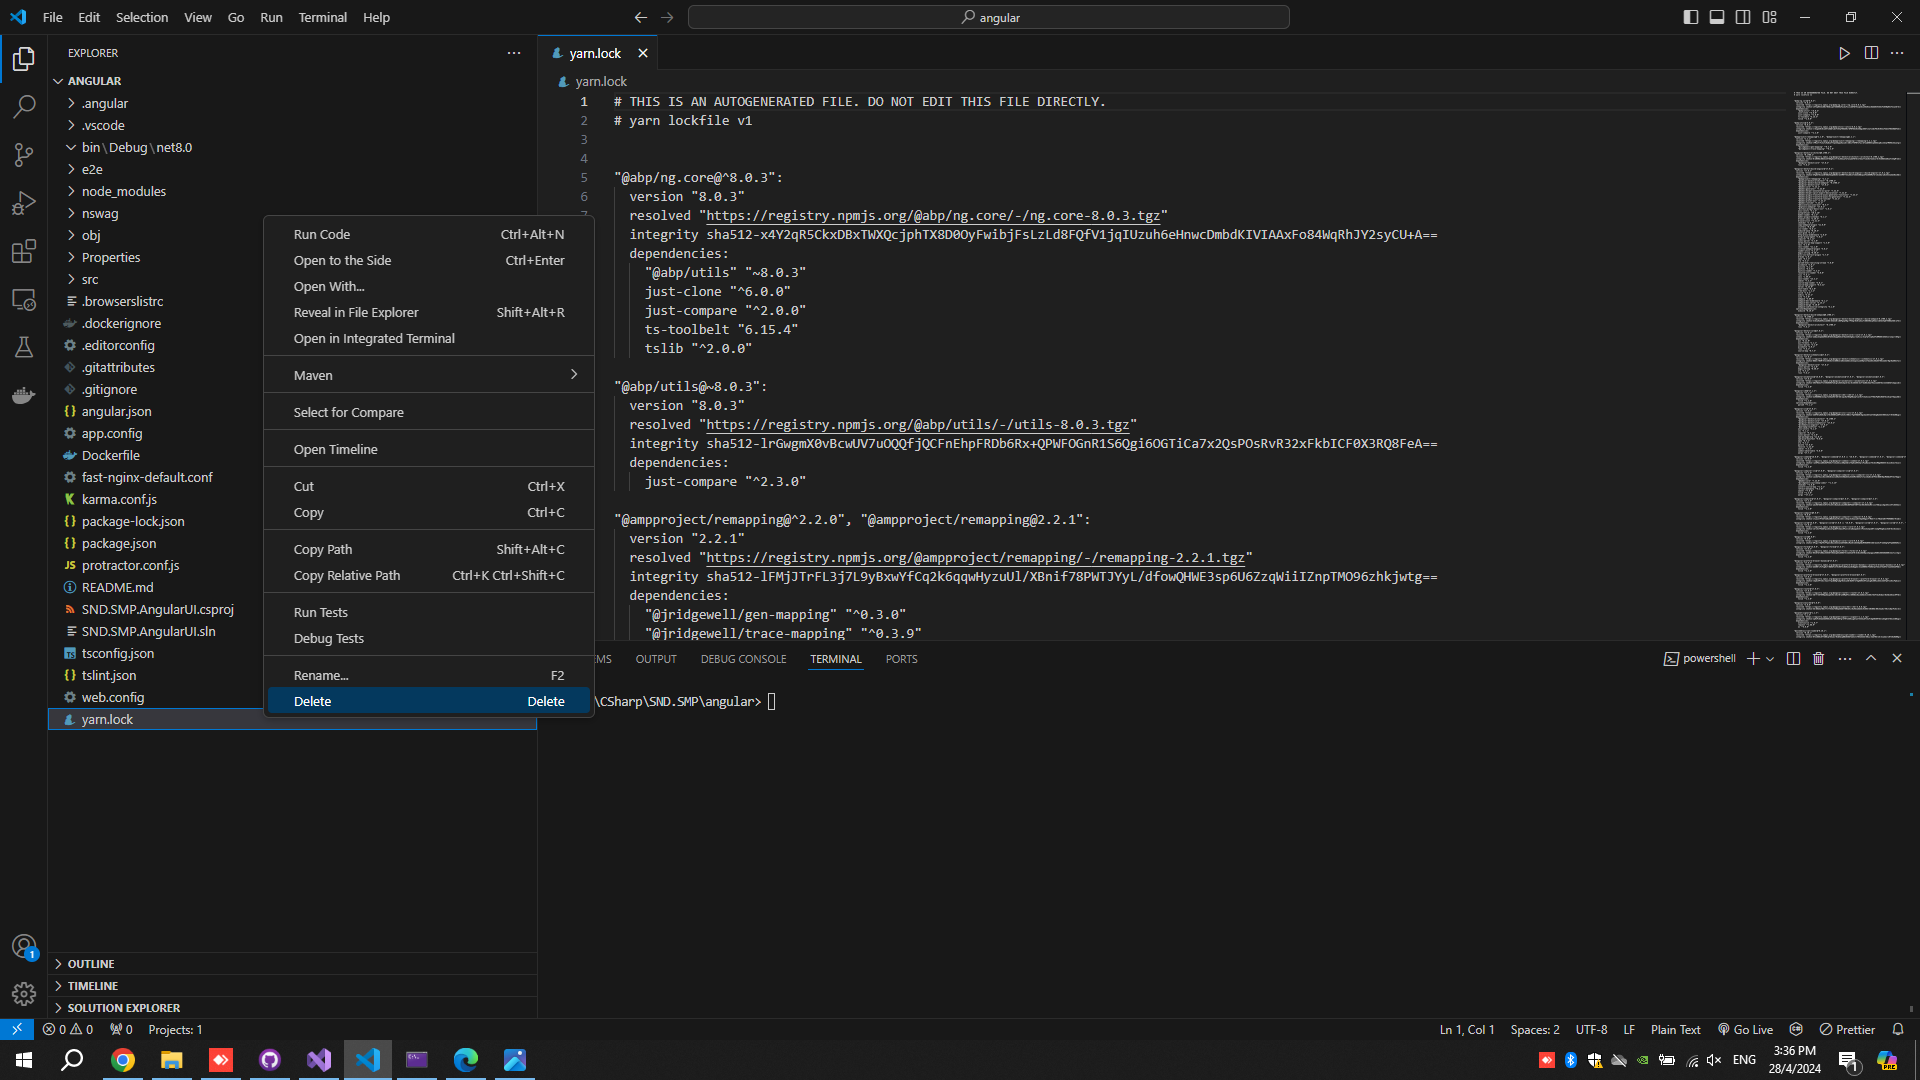 File Edit Selection View Go Run Terminal Help
angular
EXPLORER
ANGULAR
.angular
.vscode
bin\Debug\net8.0
e2e
node_modules
nswag
obj
Properties
src
.browserslistrc
.dockerignore
.editorconfig
.gitattributes
.gitignore
angular.json
app.config
Dockerfile
fast-nginx-default.conf
karma.conf.js
package-lock.json
package.json
protractor.conf.js
README.md
SND.SMP.AngularUI.csproj
SND.SMP.AngularUI.sln
tsconfig.json
tslint.json
web.config
yarn.lock
OUTLINE
TIMELINE
SOLUTION EXPLORER
Run Code Ctrl+Alt+N
Open to the Side Ctrl+Enter
Open With...
Reveal in File Explorer Shift+Alt+R
Open in Integrated Terminal
Maven
Select for Compare
Open Timeline
Cut Ctrl+X
Copy Ctrl+C
Copy Path Shift+Alt+C
Copy Relative Path Ctrl+K Ctrl+Shift+C
Run Tests
Debug Tests
Rename... F2
Delete Delete
yarn.lock
yarn.lock
1 # THIS IS AN AUTOGENERATED FILE. DO NOT EDIT THIS FILE DIRECTLY.
2 # yarn lockfile v1
3
4
5 "@abp/ng.core@^8.0.3":
6 version "8.0.3"
7 resolved "https://registry.npmjs.org/@abp/ng.core/-/ng.core-8.0.3.tgz"
integrity sha512-x4Y2qR5CkxDBxTWXQcjphTX8D0OyFwibjFsLzLd8FQfV1jqIUzuh6eHnwcDmbdKIVIAAxFo84WqRhJY2syCU+A==
dependencies:
"@abp/utils" "~8.0.3"
just-clone "^6.0.0"
just-compare "^2.0.0"
ts-toolbelt "6.15.4"
tslib "^2.0.0"
"@abp/utils@~8.0.3":
version "8.0.3"
resolved "https://registry.npmjs.org/@abp/utils/-/utils-8.0.3.tgz"
integrity sha512-lrGwgmX0vBcwUV7uOQQfjQCFnEhpFRDb6Rx+QPWFOGnR1S6Qgi6OGTiCa7x2QsPOsRvR32xFkbICF0X3RQ8FeA==
dependencies:
just-compare "^2.3.0"
"@ampproject/remapping@^2.2.0", "@ampproject/remapping@2.2.1":
version "2.2.1"
resolved "https://registry.npmjs.org/@ampproject/remapping/-/remapping-2.2.1.tgz"
integrity sha512-lFMjJTrFL3j7L9yBxwYfCq2k6qqwHyzuUl/XBnif78PWTJYyL/dfowQHWE3sp6U6ZzqWiiIZnpTMO96zhkjwtg==
dependencies:
"@jridgewell/gen-mapping" "^0.3.0"
"@jridgewell/trace-mapping" "^0.3.9"
MS OUTPUT DEBUG CONSOLE TERMINAL PORTS
powershell
\CSharp\SND.SMP\angular>
1
0 0 0 Projects: 1
Ln 1, Col 1 Spaces: 2 UTF-8 LF Plain Text Go Live Prettier
ENG
3:36 PM
28/4/2024
1
PRE